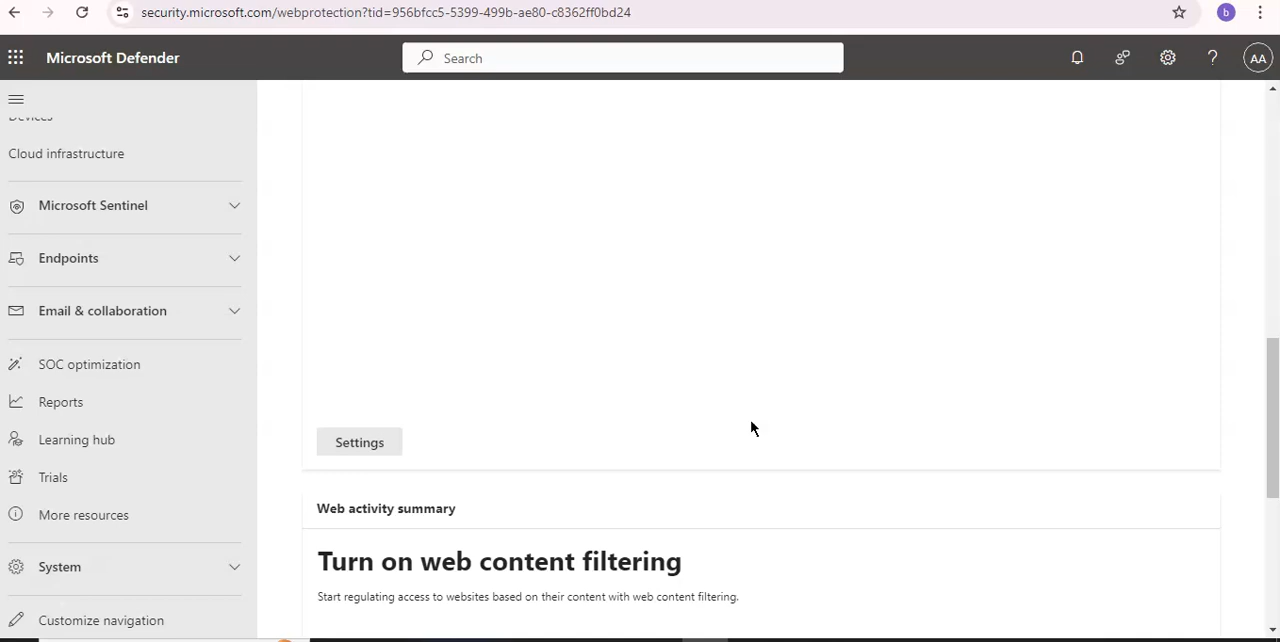 security.microsoft.com/webprotection?tid=956bfcc5-5399-499b-ae80-c8362ff0bd24
b
Microsoft Defender
Search
AA
Devices
Cloud infrastructure
Microsoft Sentinel
Endpoints
Email & collaboration
SOC optimization
Reports
Learning hub
Trials
More resources
System
Customize navigation
Settings
Web activity summary
Turn on web content filtering
Start regulating access to websites based on their content with web content filtering.